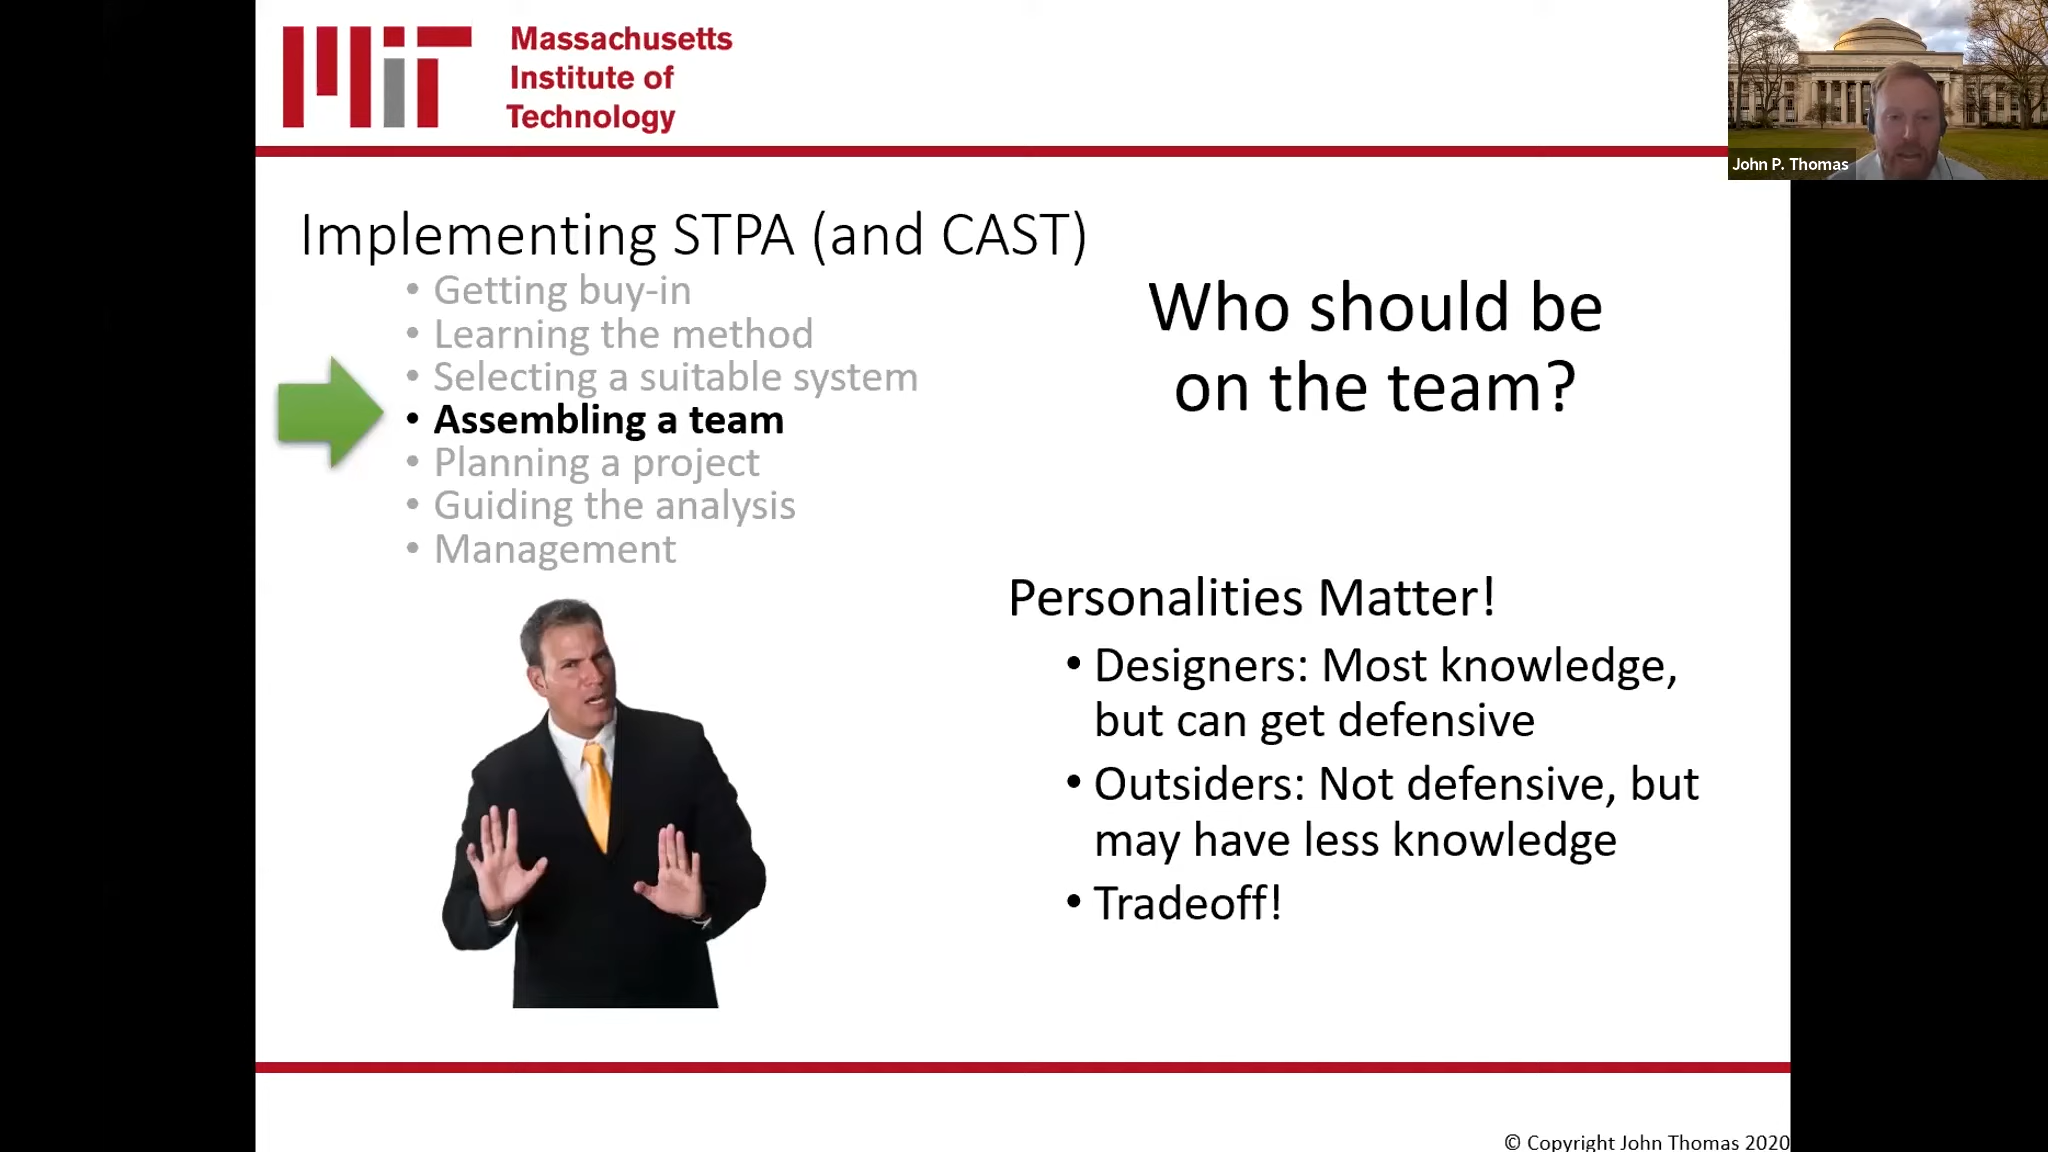 MIT
Massachusetts
Institute of
Technology
John P. Thomas
Implementing STPA (and CAST)
• Getting buy-in
• Learning the method
• Selecting a suitable system
• Assembling a team
• Planning a project
• Guiding the analysis
• Management
Who should be
on the team?
Personalities Matter!
• Designers: Most knowledge,
but can get defensive
• Outsiders: Not defensive, but
may have less knowledge
• Tradeoff!
© Copyright John Thomas 2020